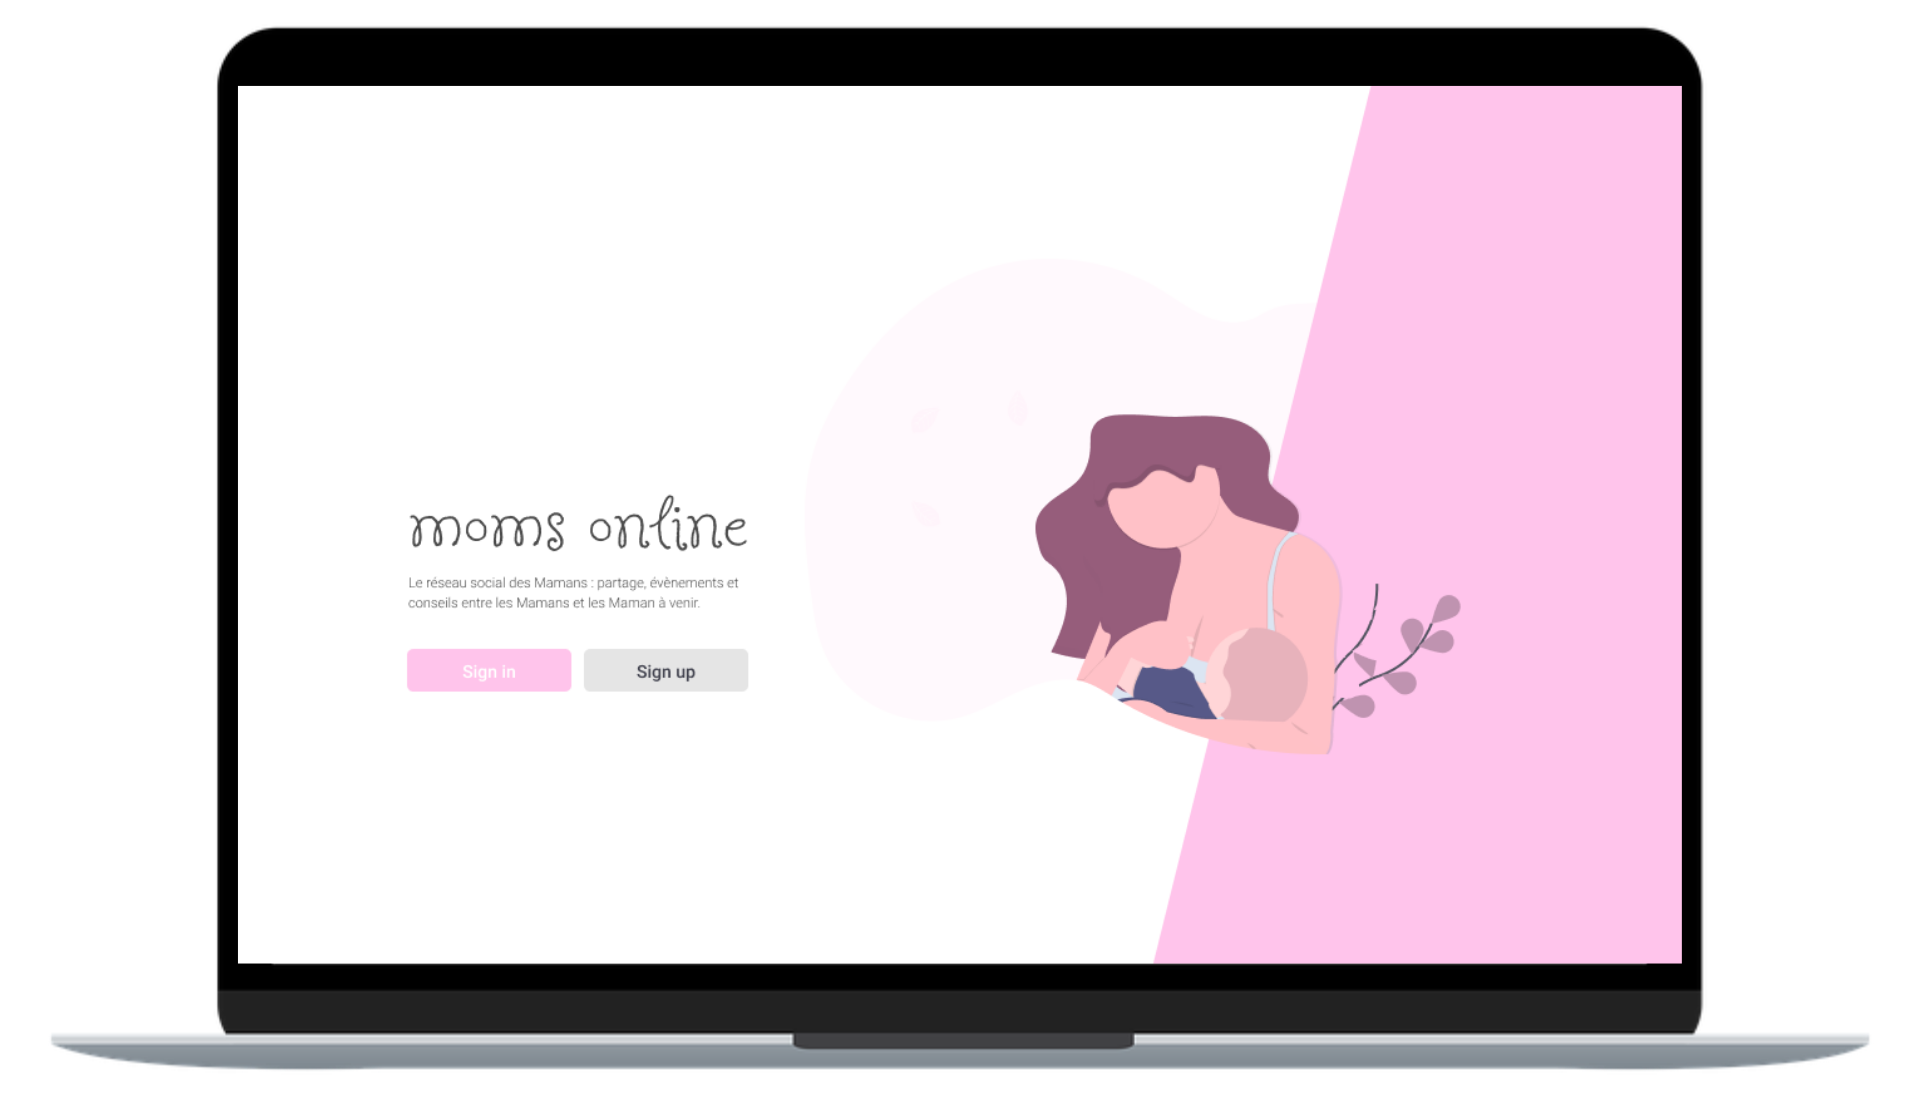 moms online
Le réseau social des Mamans : partage, évènements et
conseils entre les Mamans et les Maman à venir.
Sign in
Sign up